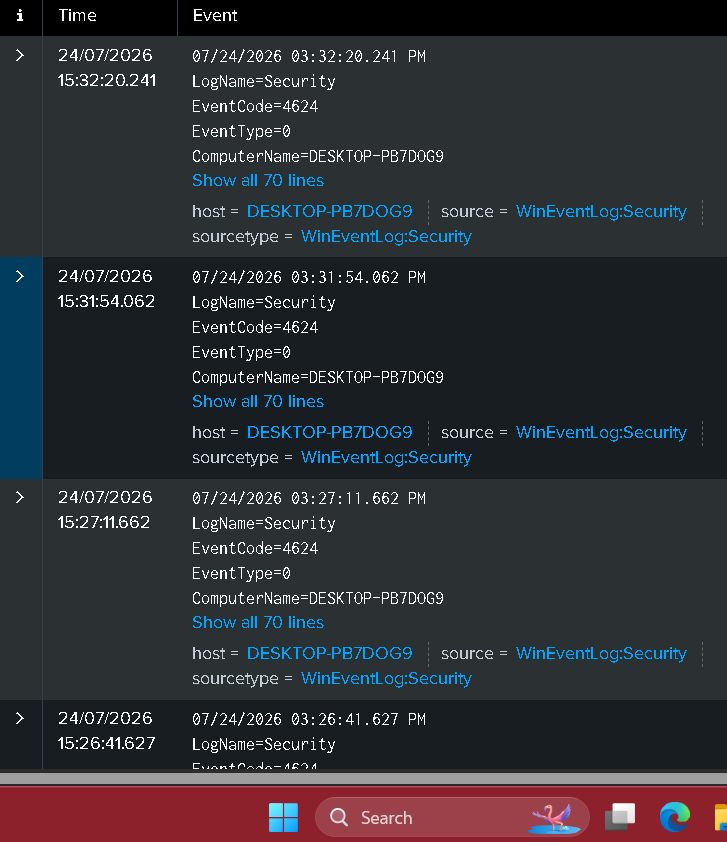 i Time Event
24/07/2026 07/24/2026 03:32:20.241 PM
15:32:20.241 LogName=Security
EventCode=4624
EventType=0
ComputerName=DESKTOP-PB7DOG9
Show all 70 lines
host = DESKTOP-PB7DOG9 source = WinEventLog:Security
sourcetype = WinEventLog:Security
24/07/2026 07/24/2026 03:31:54.062 PM
15:31:54.062 LogName=Security
EventCode=4624
EventType=0
ComputerName=DESKTOP-PB7DOG9
Show all 70 lines
host = DESKTOP-PB7DOG9 source = WinEventLog:Security
sourcetype = WinEventLog:Security
24/07/2026 07/24/2026 03:27:11.662 PM
15:27:11.662 LogName=Security
EventCode=4624
EventType=0
ComputerName=DESKTOP-PB7DOG9
Show all 70 lines
host = DESKTOP-PB7DOG9 source = WinEventLog:Security
sourcetype = WinEventLog:Security
24/07/2026 07/24/2026 03:26:41.627 PM
15:26:41.627 LogName=Security
EventCode=4624
Search